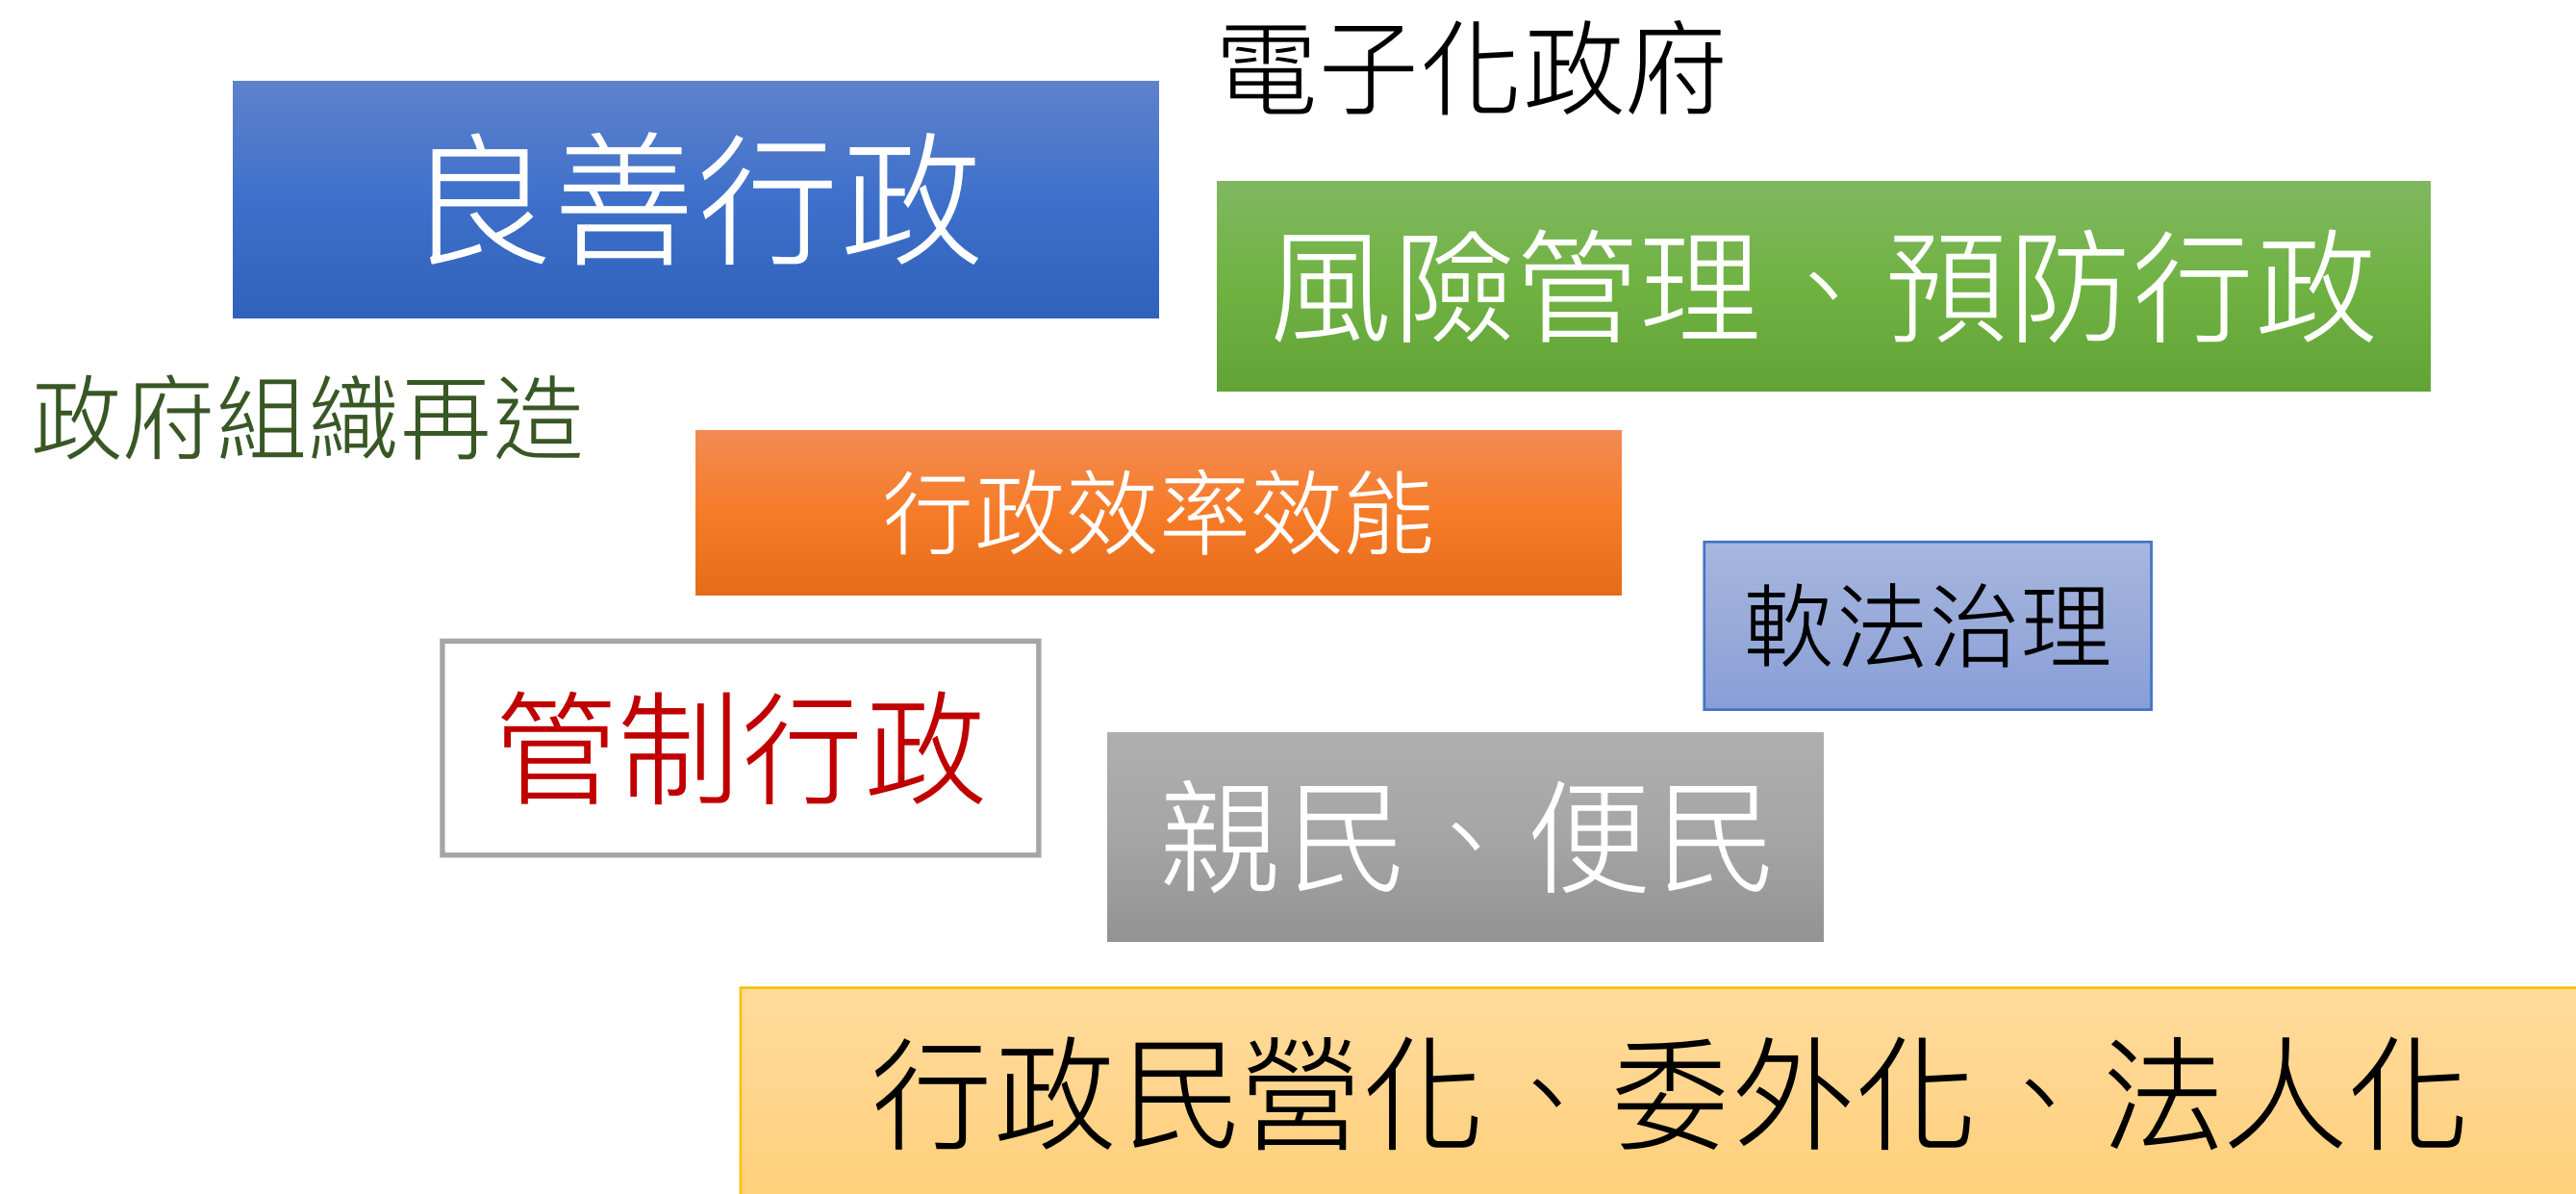 電子化政府
良善行政
風險管理、預防行政
政府組織再造
行政效率效能
軟法治理
管制行政
親民、便民
行政民營化、委外化、法人化